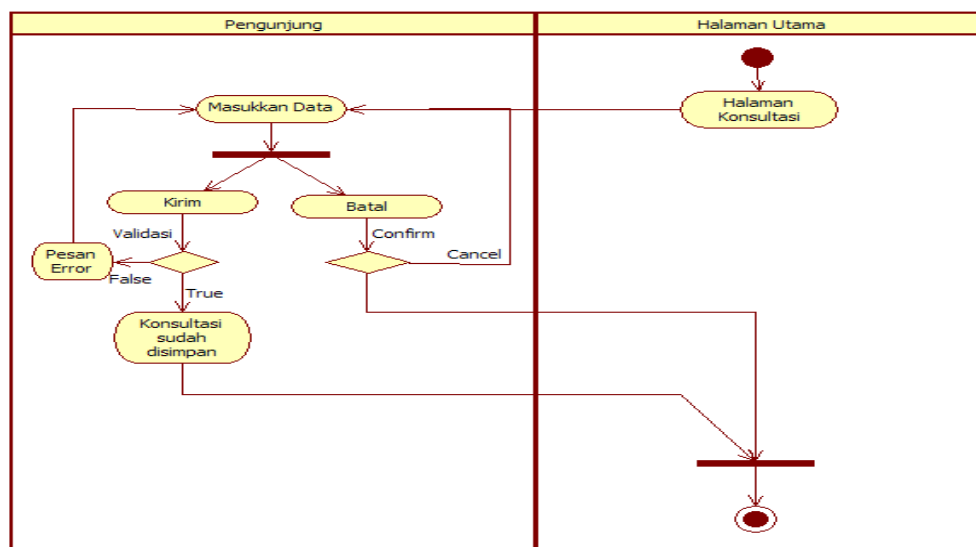 Pengunjung
Halaman Utama
Masukkan Data
Halaman
Konsultasi
Kirim
Batal
Validasi
Confirm
Pesan
Error
False
Cancel
True
Konsultasi
sudah
disimpan